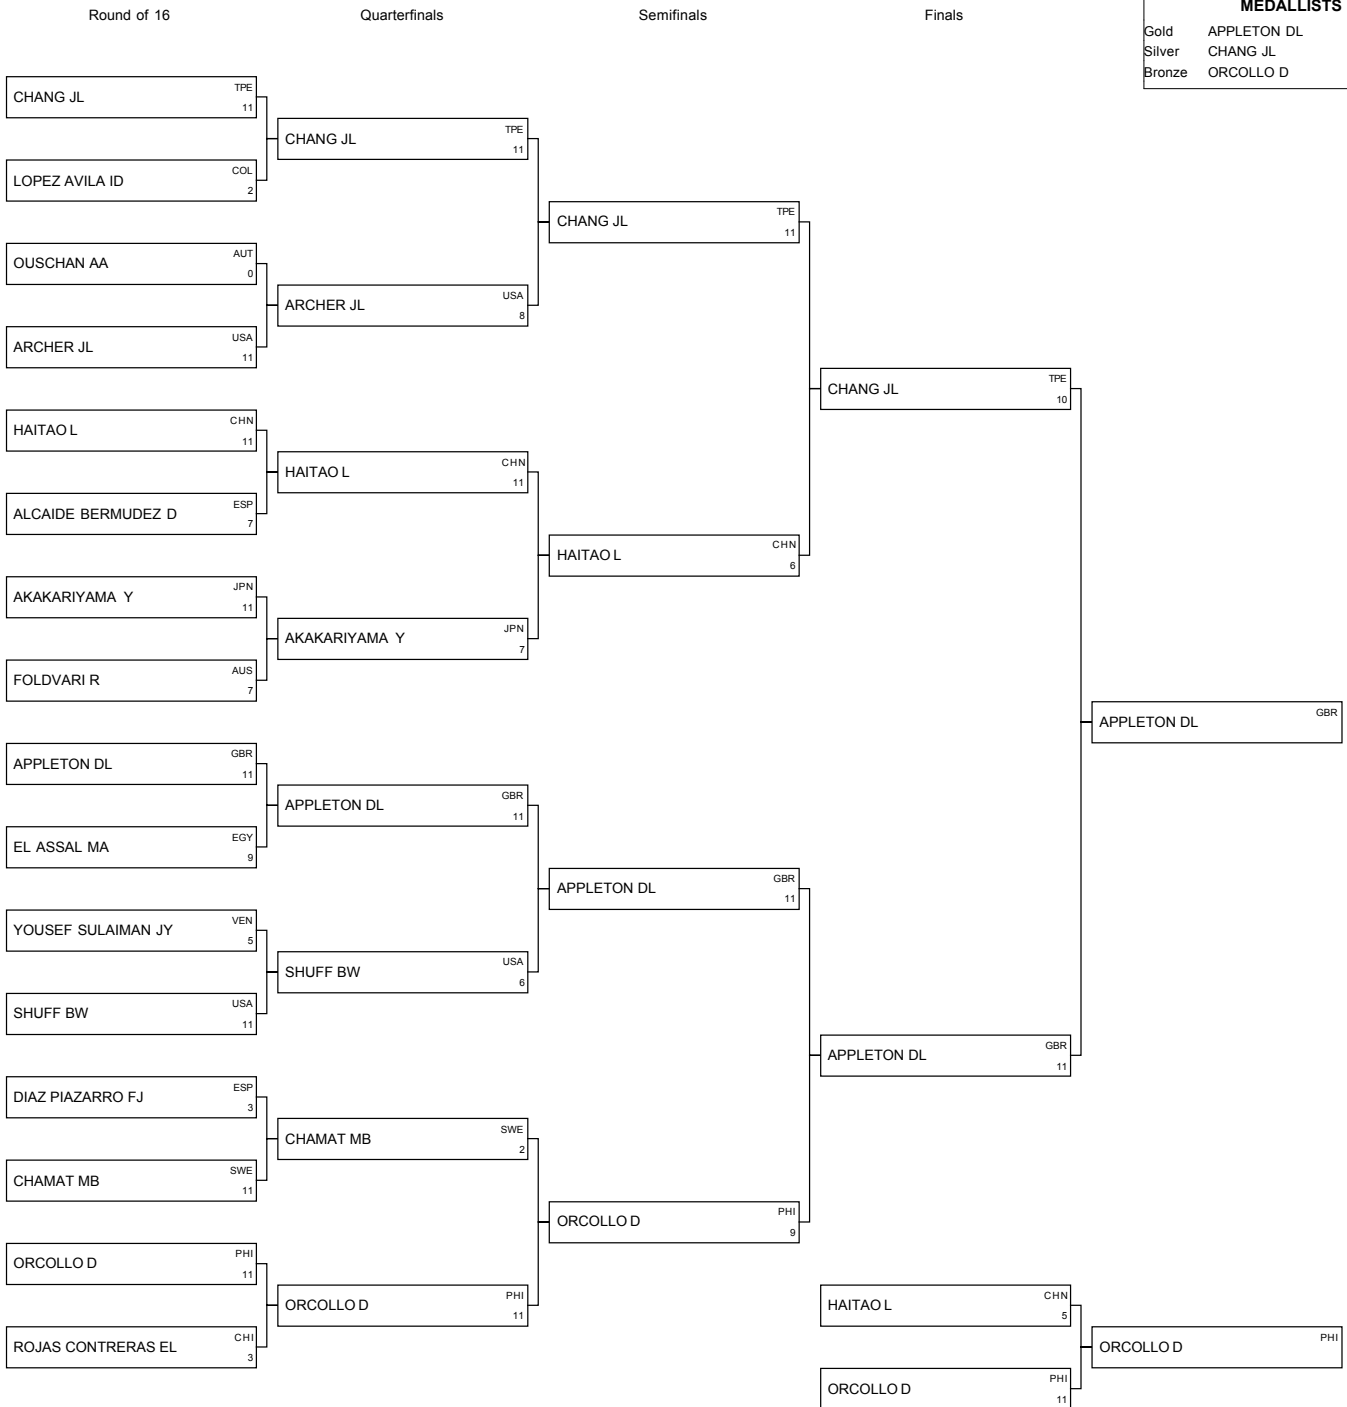 Round of 16 Quarterfinals Semifinals Finals
MEDALLISTS
Gold APPLETON DL
Silver CHANG JL
Bronze ORCOLLO D
CHANG JL TPE
11
LOPEZ AVILA ID COL
2
OUSCHAN AA AUT
0
ARCHER JL USA
11
HAITAO L CHN
11
ALCAIDE BERMUDEZ D ESP
7
AKAKARIYAMA Y JPN
11
FOLDVARI R AUS
7
APPLETON DL GBR
11
EL ASSAL MA EGY
9
YOUSEF SULAIMAN JY VEN
5
SHUFF BW USA
11
DIAZ PIAZARRO FJ ESP
3
CHAMAT MB SWE
11
ORCOLLO D PHI
11
ROJAS CONTRERAS EL CHI
3
CHANG JL TPE
11
ARCHER JL USA
8
HAITAO L CHN
11
AKAKARIYAMA Y JPN
7
APPLETON DL GBR
11
SHUFF BW USA
6
CHAMAT MB SWE
2
ORCOLLO D PHI
11
CHANG JL TPE
11
HAITAO L CHN
6
APPLETON DL GBR
11
ORCOLLO D PHI
9
CHANG JL TPE
10
APPLETON DL GBR
11
HAITAO L CHN
5
ORCOLLO D PHI
11
APPLETON DL GBR
ORCOLLO D PHI